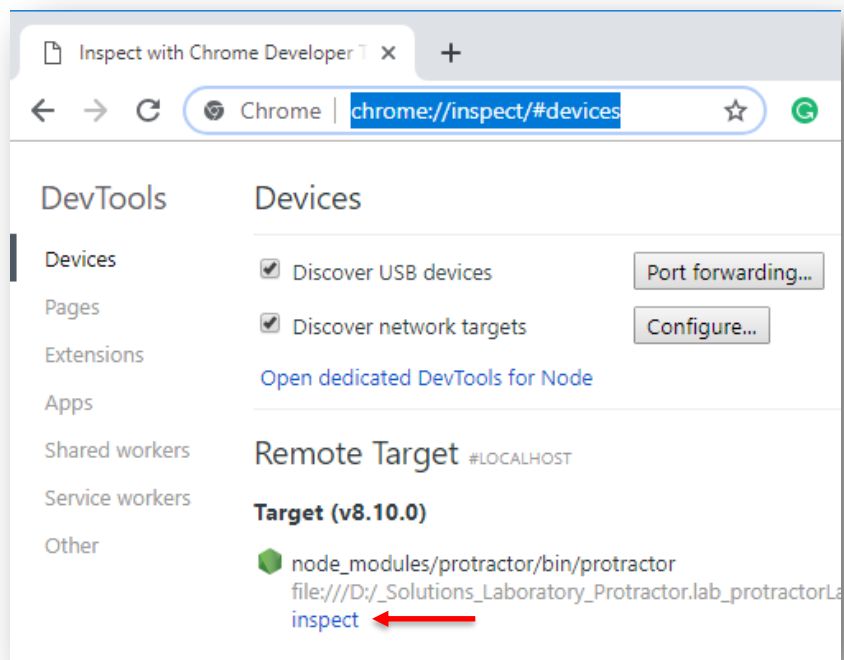 Inspect with Chrome Developer T
Chrome | chrome://inspect/#devices
DevTools
Devices
Pages
Extensions
Apps
Shared workers
Service workers
Other
Devices
Discover USB devices
Port forwarding...
Discover network targets
Configure...
Open dedicated DevTools for Node
Remote Target #LOCALHOST
Target (v8.10.0)
node_modules/protractor/bin/protractor
file:///D:/_Solutions_Laboratory_Protractor.lab_protractorLa
inspect